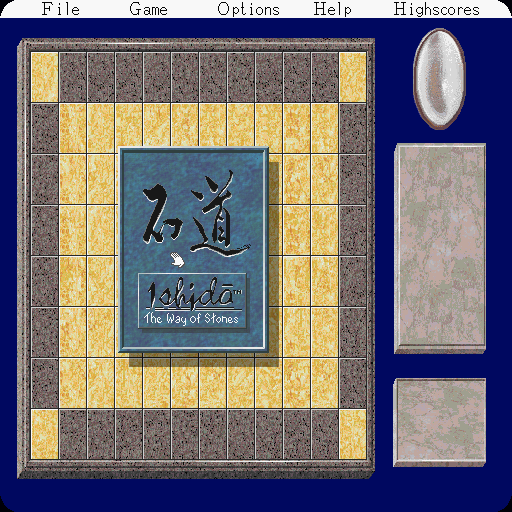 File Game Options Help Highscores
石道
Ishidō™
The Way of Stones